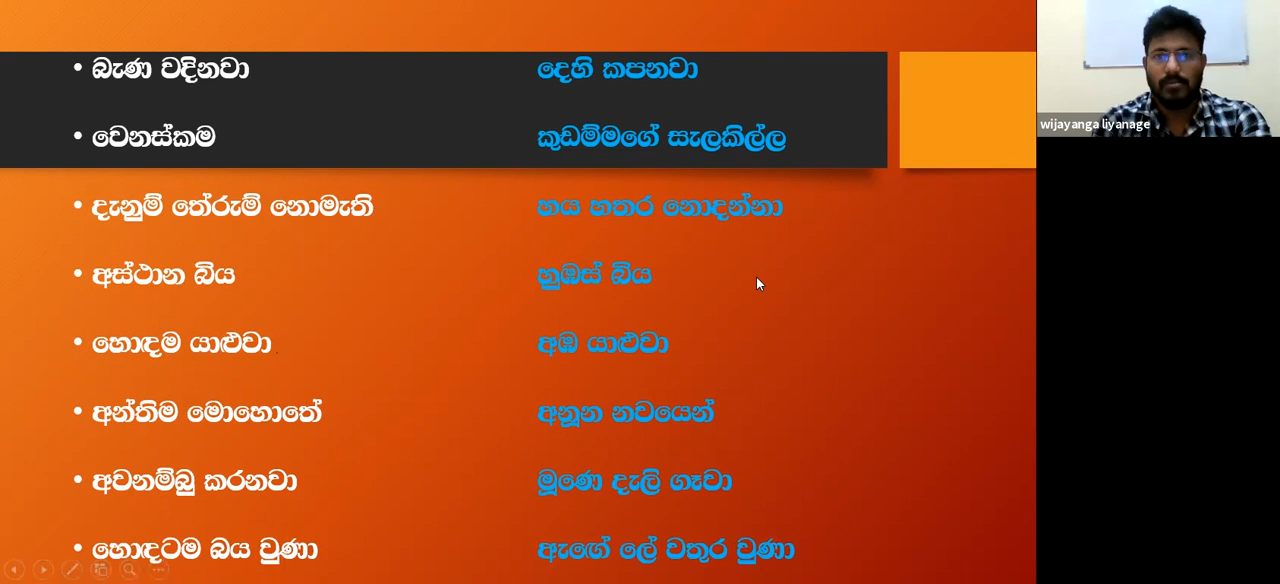 • බැණ වදිනවා දෙහි කපනවා
wijayanga liyanage
• වෙනස්කම කුඩම්මගේ සැලකිල්ල
• දැනුම් තේරුම් නොමැති හය හතර නොදන්නා
• අස්ථාන බිය හුඹස් බිය
• හොඳම යාළුවා අඹ යාළුවා
• අන්තිම මොහොතේ අනූන නවයෙන්
• අවනම්බු කරනවා මූණෙ දැලි ගෑවා
• හොඳටම බය වුණා ඇඟේ ලේ වතුර වුණා